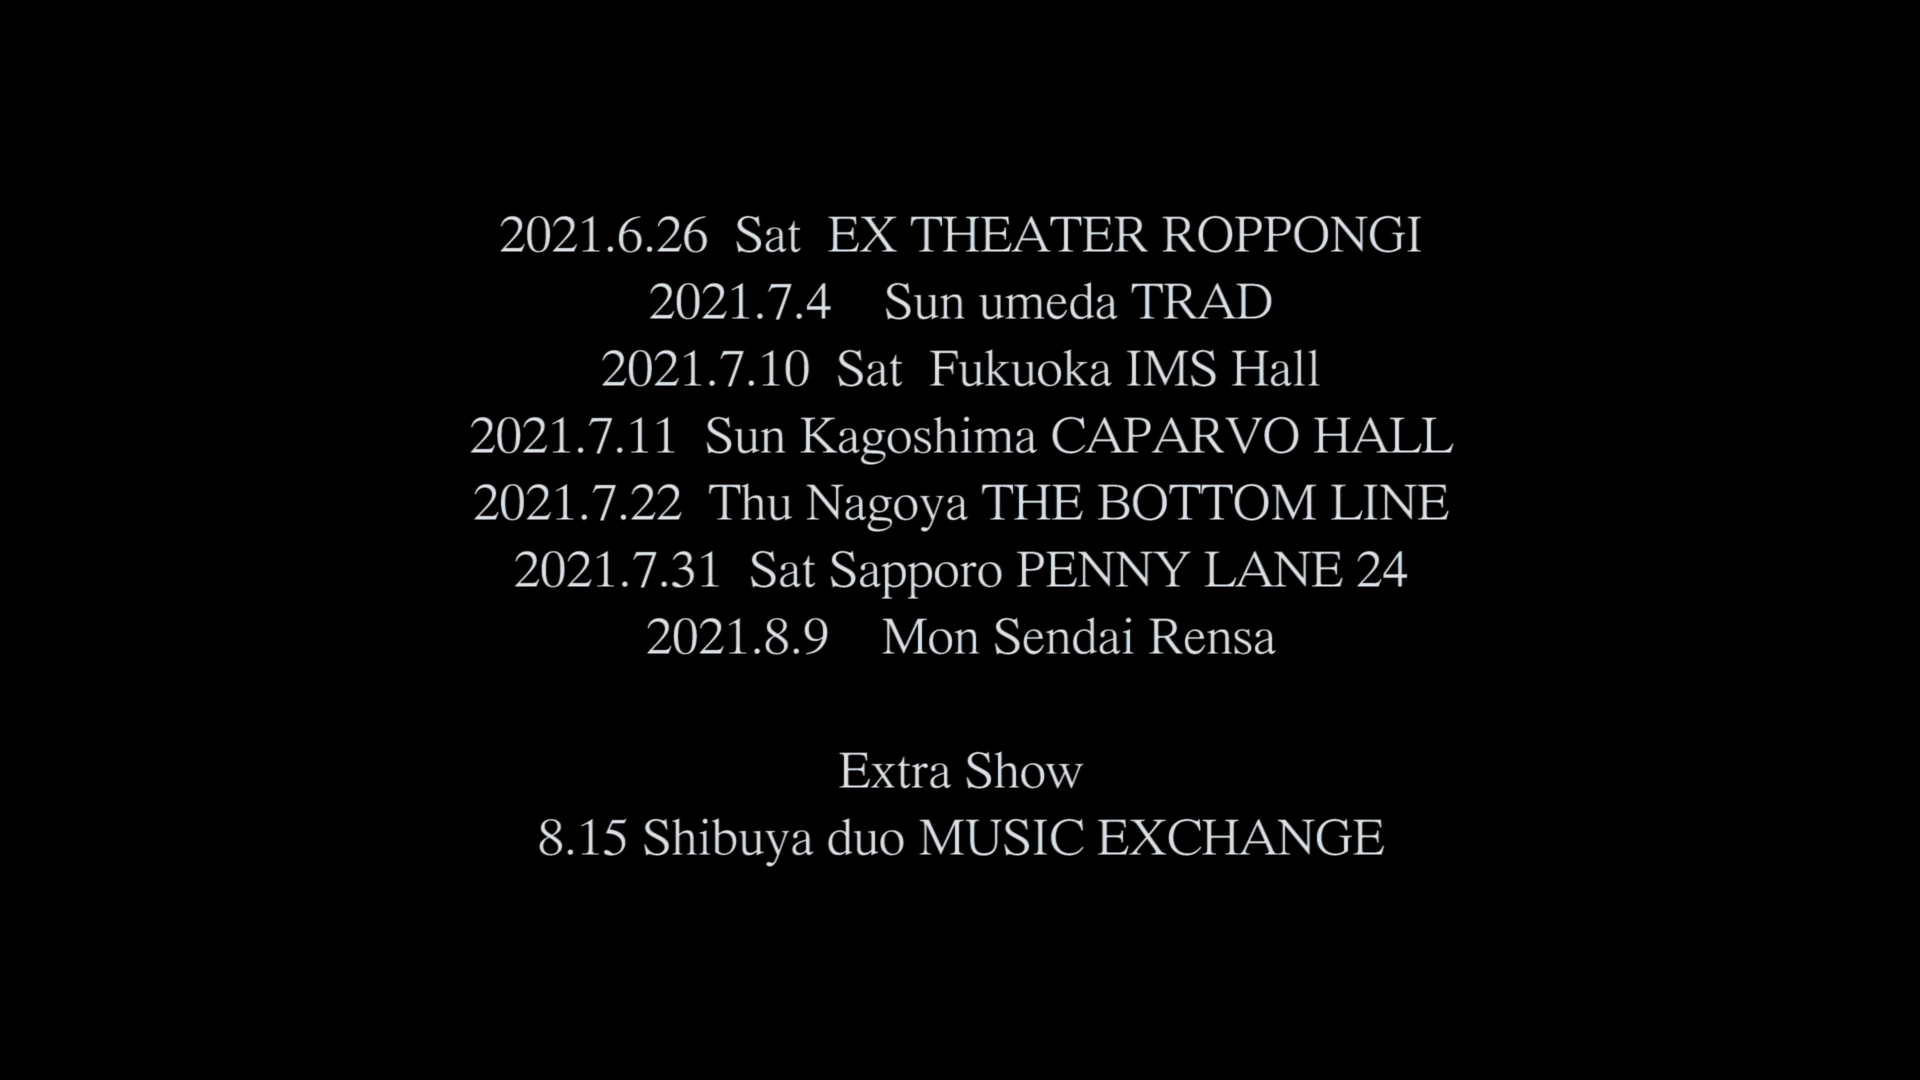 2021.6.26 Sat EX THEATER ROPPONGI
2021.7.4 Sun umeda TRAD
2021.7.10 Sat Fukuoka IMS Hall
2021.7.11 Sun Kagoshima CAPARVO HALL
2021.7.22 Thu Nagoya THE BOTTOM LINE
2021.7.31 Sat Sapporo PENNY LANE 24
2021.8.9 Mon Sendai Rensa
Extra Show
8.15 Shibuya duo MUSIC EXCHANGE